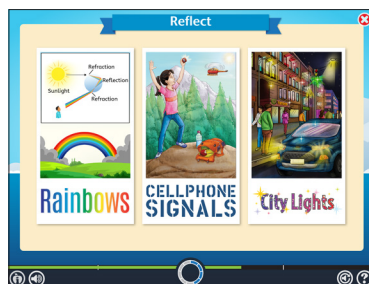 Reflect
Refraction
Reflection
Sunlight
Refraction
Rainbows
CELLPHONE
SIGNALS
City Lights